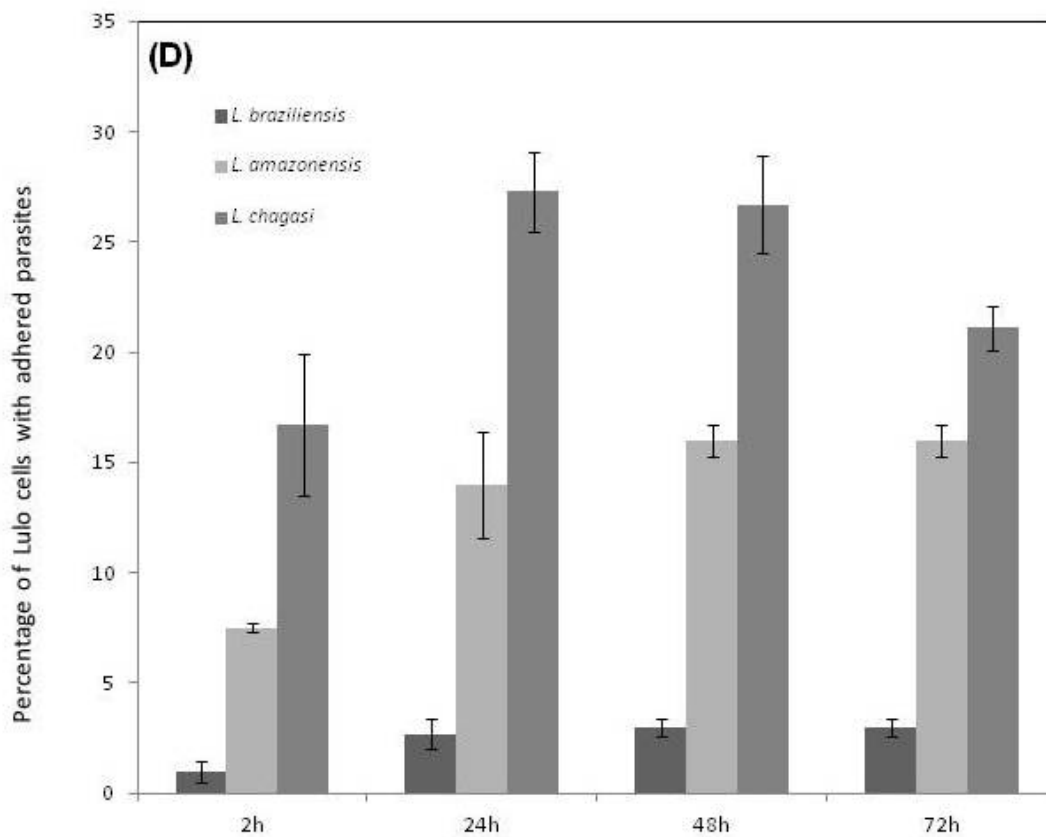 (D)
L. braziliensis
L. amazonensis
L. chagasi
Percentage of Lulo cells with adhered parasites
35
30
25
20
15
10
5
0
2h 24h 48h 72h